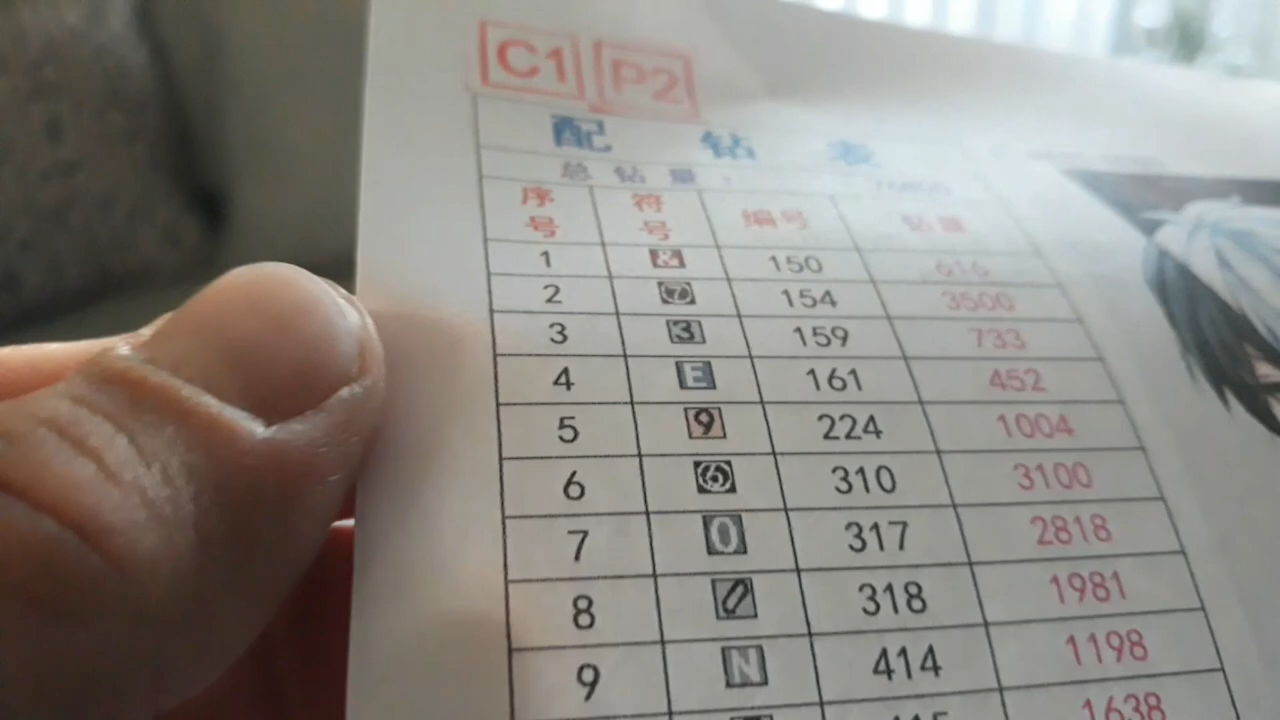 C1 P2
配 钻 表
总 钻 量 :
序号 符号 编号 钻量
1 & 150 616
2 ⑦ 154 3500
3 3 159 733
4 E 161 452
5 9 224 1004
6 ⑥ 310 3100
7 0 317 2818
8 318 1981
9 N 414 1198
1638